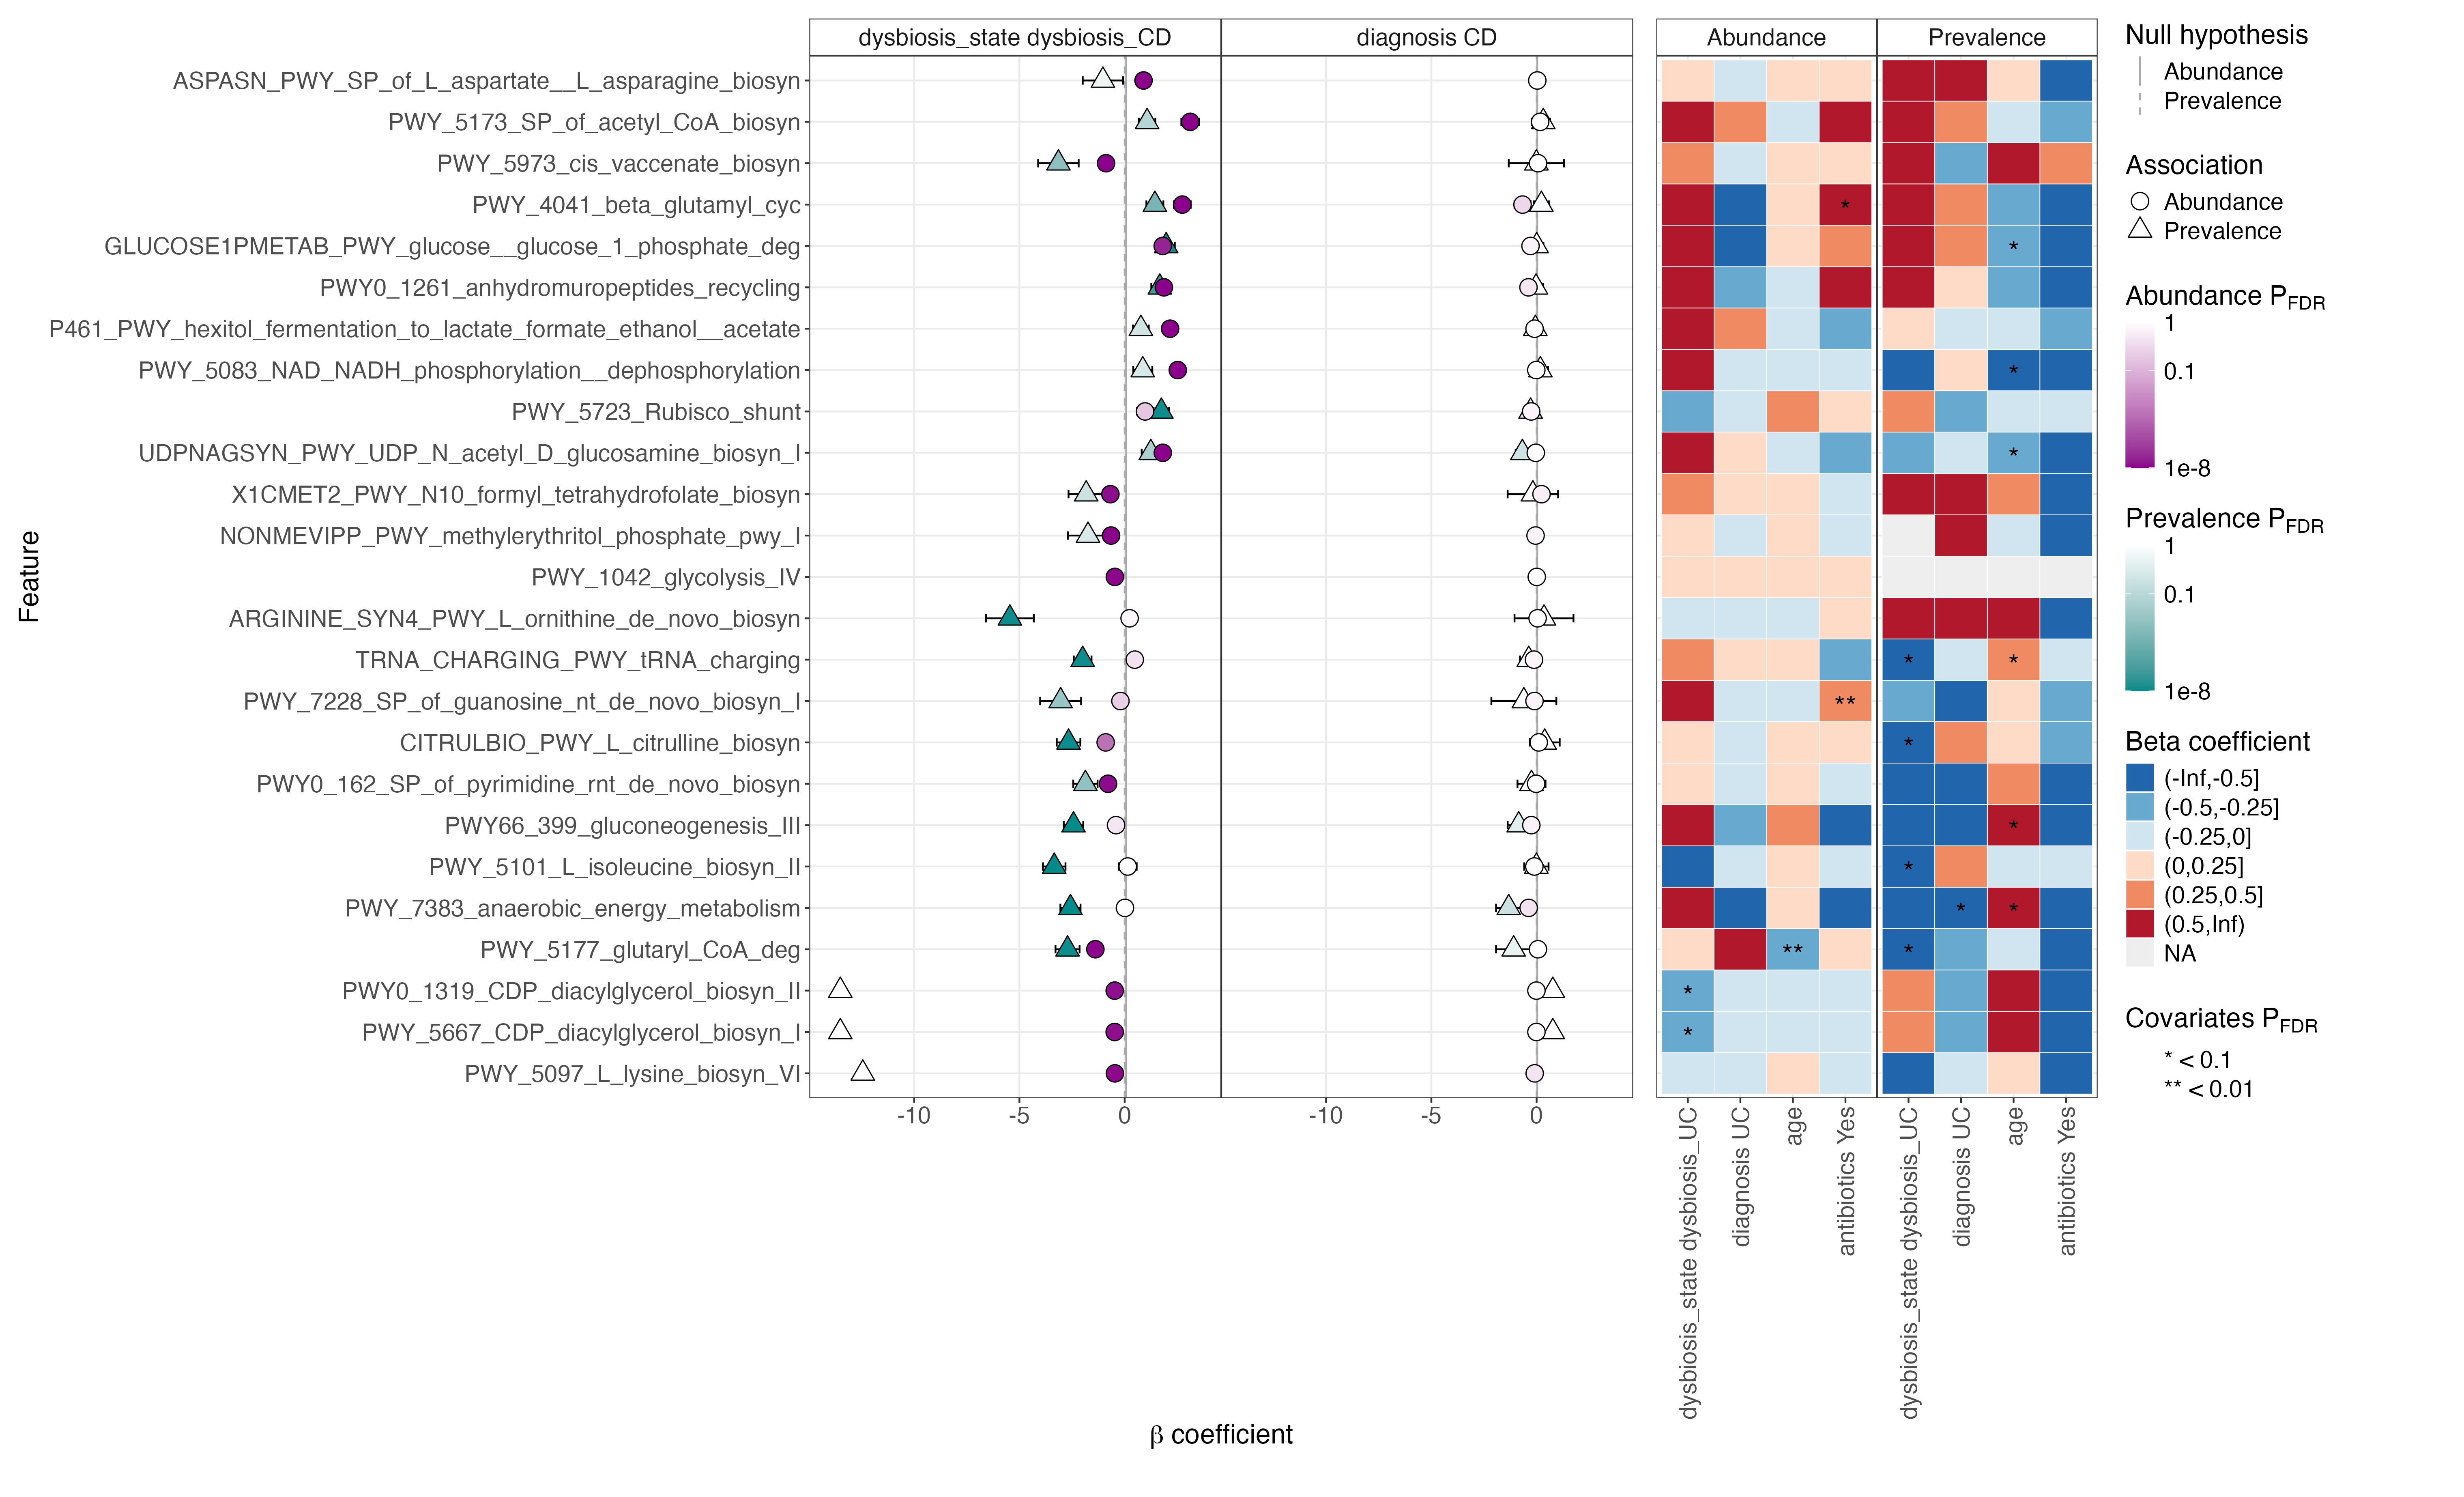 dysbiosis_state dysbiosis_CD
diagnosis CD
Abundance
Prevalence
Feature
ASPASN_PWY_SP_of_L_aspartate__L_asparagine_biosyn
PWY_5173_SP_of_acetyl_CoA_biosyn
PWY_5973_cis_vaccenate_biosyn
PWY_4041_beta_glutamyl_cyc
GLUCOSE1PMETAB_PWY_glucose__glucose_1_phosphate_deg
PWY0_1261_anhydromuropeptides_recycling
P461_PWY_hexitol_fermentation_to_lactate_formate_ethanol__acetate
PWY_5083_NAD_NADH_phosphorylation__dephosphorylation
PWY_5723_Rubisco_shunt
UDPNAGSYN_PWY_UDP_N_acetyl_D_glucosamine_biosyn_I
X1CMET2_PWY_N10_formyl_tetrahydrofolate_biosyn
NONMEVIPP_PWY_methylerythritol_phosphate_pwy_I
PWY_1042_glycolysis_IV
ARGININE_SYN4_PWY_L_ornithine_de_novo_biosyn
TRNA_CHARGING_PWY_tRNA_charging
PWY_7228_SP_of_guanosine_nt_de_novo_biosyn_I
CITRULBIO_PWY_L_citrulline_biosyn
PWY0_162_SP_of_pyrimidine_rnt_de_novo_biosyn
PWY66_399_gluconeogenesis_III
PWY_5101_L_isoleucine_biosyn_II
PWY_7383_anaerobic_energy_metabolism
PWY_5177_glutaryl_CoA_deg
PWY0_1319_CDP_diacylglycerol_biosyn_II
PWY_5667_CDP_diacylglycerol_biosyn_I
PWY_5097_L_lysine_biosyn_VI
-10 -5 0
-10 -5 0
β coefficient
*
*
*
*
* *
**
*
*
*
* *
** *
*
*
dysbiosis_state dysbiosis_UC
diagnosis UC
age
antibiotics Yes
dysbiosis_state dysbiosis_UC
diagnosis UC
age
antibiotics Yes
Null hypothesis
Abundance
Prevalence
Association
Abundance
Prevalence
Abundance PFDR
1
0.1
1e-8
Prevalence PFDR
1
0.1
1e-8
Beta coefficient
(-Inf,-0.5]
(-0.5,-0.25]
(-0.25,0]
(0,0.25]
(0.25,0.5]
(0.5,Inf)
NA
Covariates PFDR
* < 0.1
** < 0.01